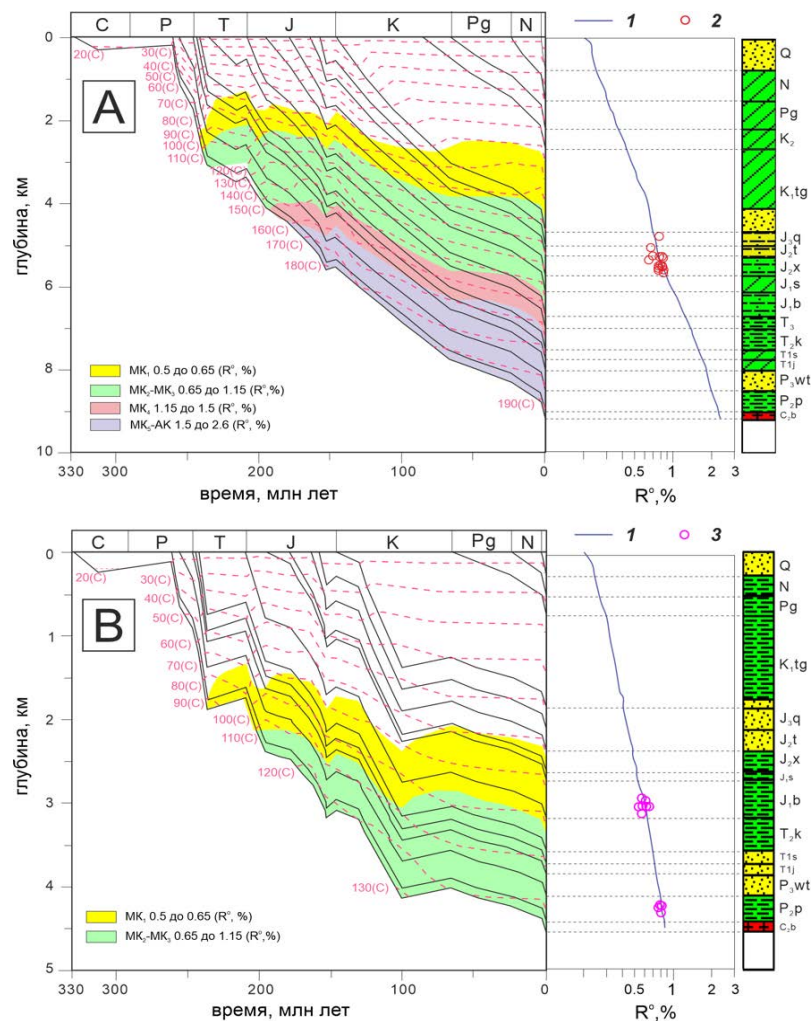 C P T J K Pg N
1 2
A
глубина, км
0
2
4
6
8
10
20(C)
30(C)
40(C)
50(C)
60(C)
70(C)
80(C)
90(C)
100(C)
110(C)
120(C)
130(C)
140(C)
150(C)
160(C)
170(C)
180(C)
190(C)
МК₁ 0.5 до 0.65 (R°, %)
МК₂-МК₃ 0.65 до 1.15 (R°,%)
МК₄ 1.15 до 1.5 (R°, %)
МК₅-АК 1.5 до 2.6 (R°, %)
330 300 200 100 0
время, млн лет
0.5 1 2 3
R°,%
Q
N
Pg
K₂
K₁tg
J₃q
J₂t
J₂x
J₁s
J₁b
T₃
T₂k
T1s
T1j
P₃wt
P₂p
C₂b
C P T J K Pg N
1 3
B
глубина, км
0
1
2
3
4
5
20(C)
30(C)
40(C)
50(C)
60(C)
70(C)
80(C)
90(C)
100(C)
110(C)
120(C)
130(C)
МК₁ 0.5 до 0.65 (R°, %)
МК₂-МК₃ 0.65 до 1.15 (R°,%)
330 300 200 100 0
время, млн лет
0.5 1 2 3
R°,%
Q
N
Pg
K₁tg
J₃q
J₂t
J₂x
J₁s
J₁b
T₂k
T1s
T1j
P₃wt
P₂p
C₂b